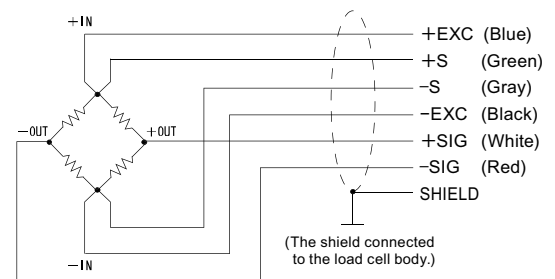 +IN
+EXC (Blue)
+S (Green)
−S (Gray)
−EXC (Black)
−OUT
+OUT
+SIG (White)
−SIG (Red)
SHIELD
(The shield connected
to the load cell body.)
−IN